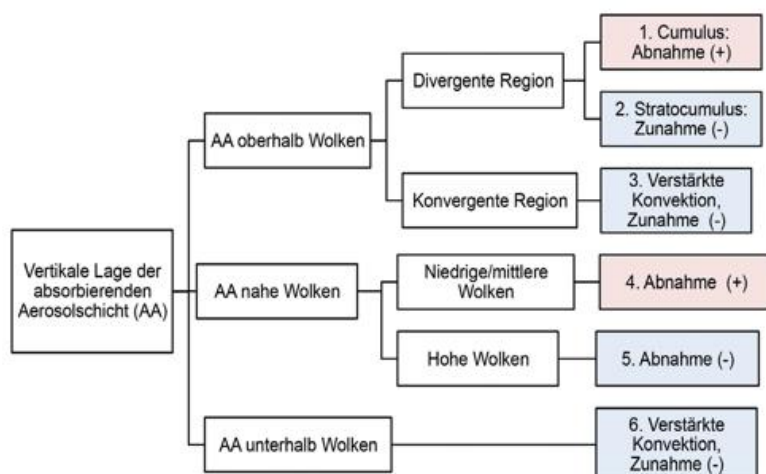 1. Cumulus:
Abnahme (+)
Divergente Region
2. Stratocumulus:
Zunahme (-)
AA oberhalb Wolken
Konvergente Region
3. Verstärkte
Konvektion,
Zunahme (-)
Vertikale Lage der
absorbierenden
Aerosolschicht (AA)
AA nahe Wolken
Niedrige/mittlere
Wolken
4. Abnahme (+)
Hohe Wolken
5. Abnahme (-)
AA unterhalb Wolken
6. Verstärkte
Konvektion,
Zunahme (-)